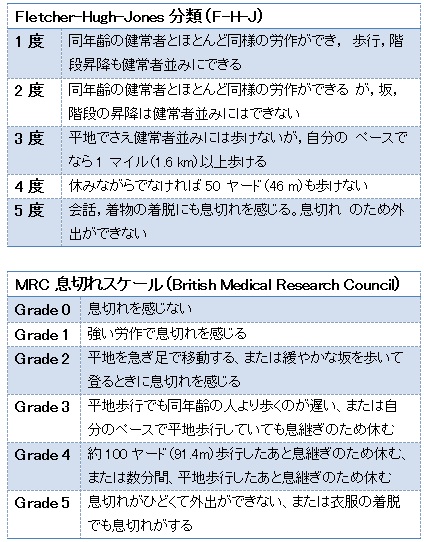 Fletcher-Hugh-Jones 分類(F-H-J)
1 度 同年齢の健常者とほとんど同様の労作ができ， 歩行，階
段昇降も健常者並みにできる
2 度 同年齢の健常者とほとんど同様の労作ができる が，坂，
階段の昇降は健常者並みにはできない
3 度 平地でさえ健常者並みには歩けないが，自分の ペースで
なら 1 マイル(1.6 km)以上歩ける
4 度 休みながらでなければ 50 ヤード(46 m)も歩けない
5 度 会話，着物の着脱にも息切れを感じる。息切れ のため外
出ができない
MRC 息切れスケール(British Medical Research Council)
Grade 0 息切れを感じない
Grade 1 強い労作で息切れを感じる
Grade 2 平地を急ぎ足で移動する、または緩やかな坂を歩いて
登るときに息切れを感じる
Grade 3 平地歩行でも同年齢の人より歩くのが遅い、または自
分のペースで平地歩行していても息継ぎのため休む
Grade 4 約 100 ヤード(91.4m)歩行したあと息継ぎのため休む、
または数分間、平地歩行したあと息継ぎのため休む
Grade 5 息切れがひどくて外出ができない、または衣服の着脱
でも息切れがする